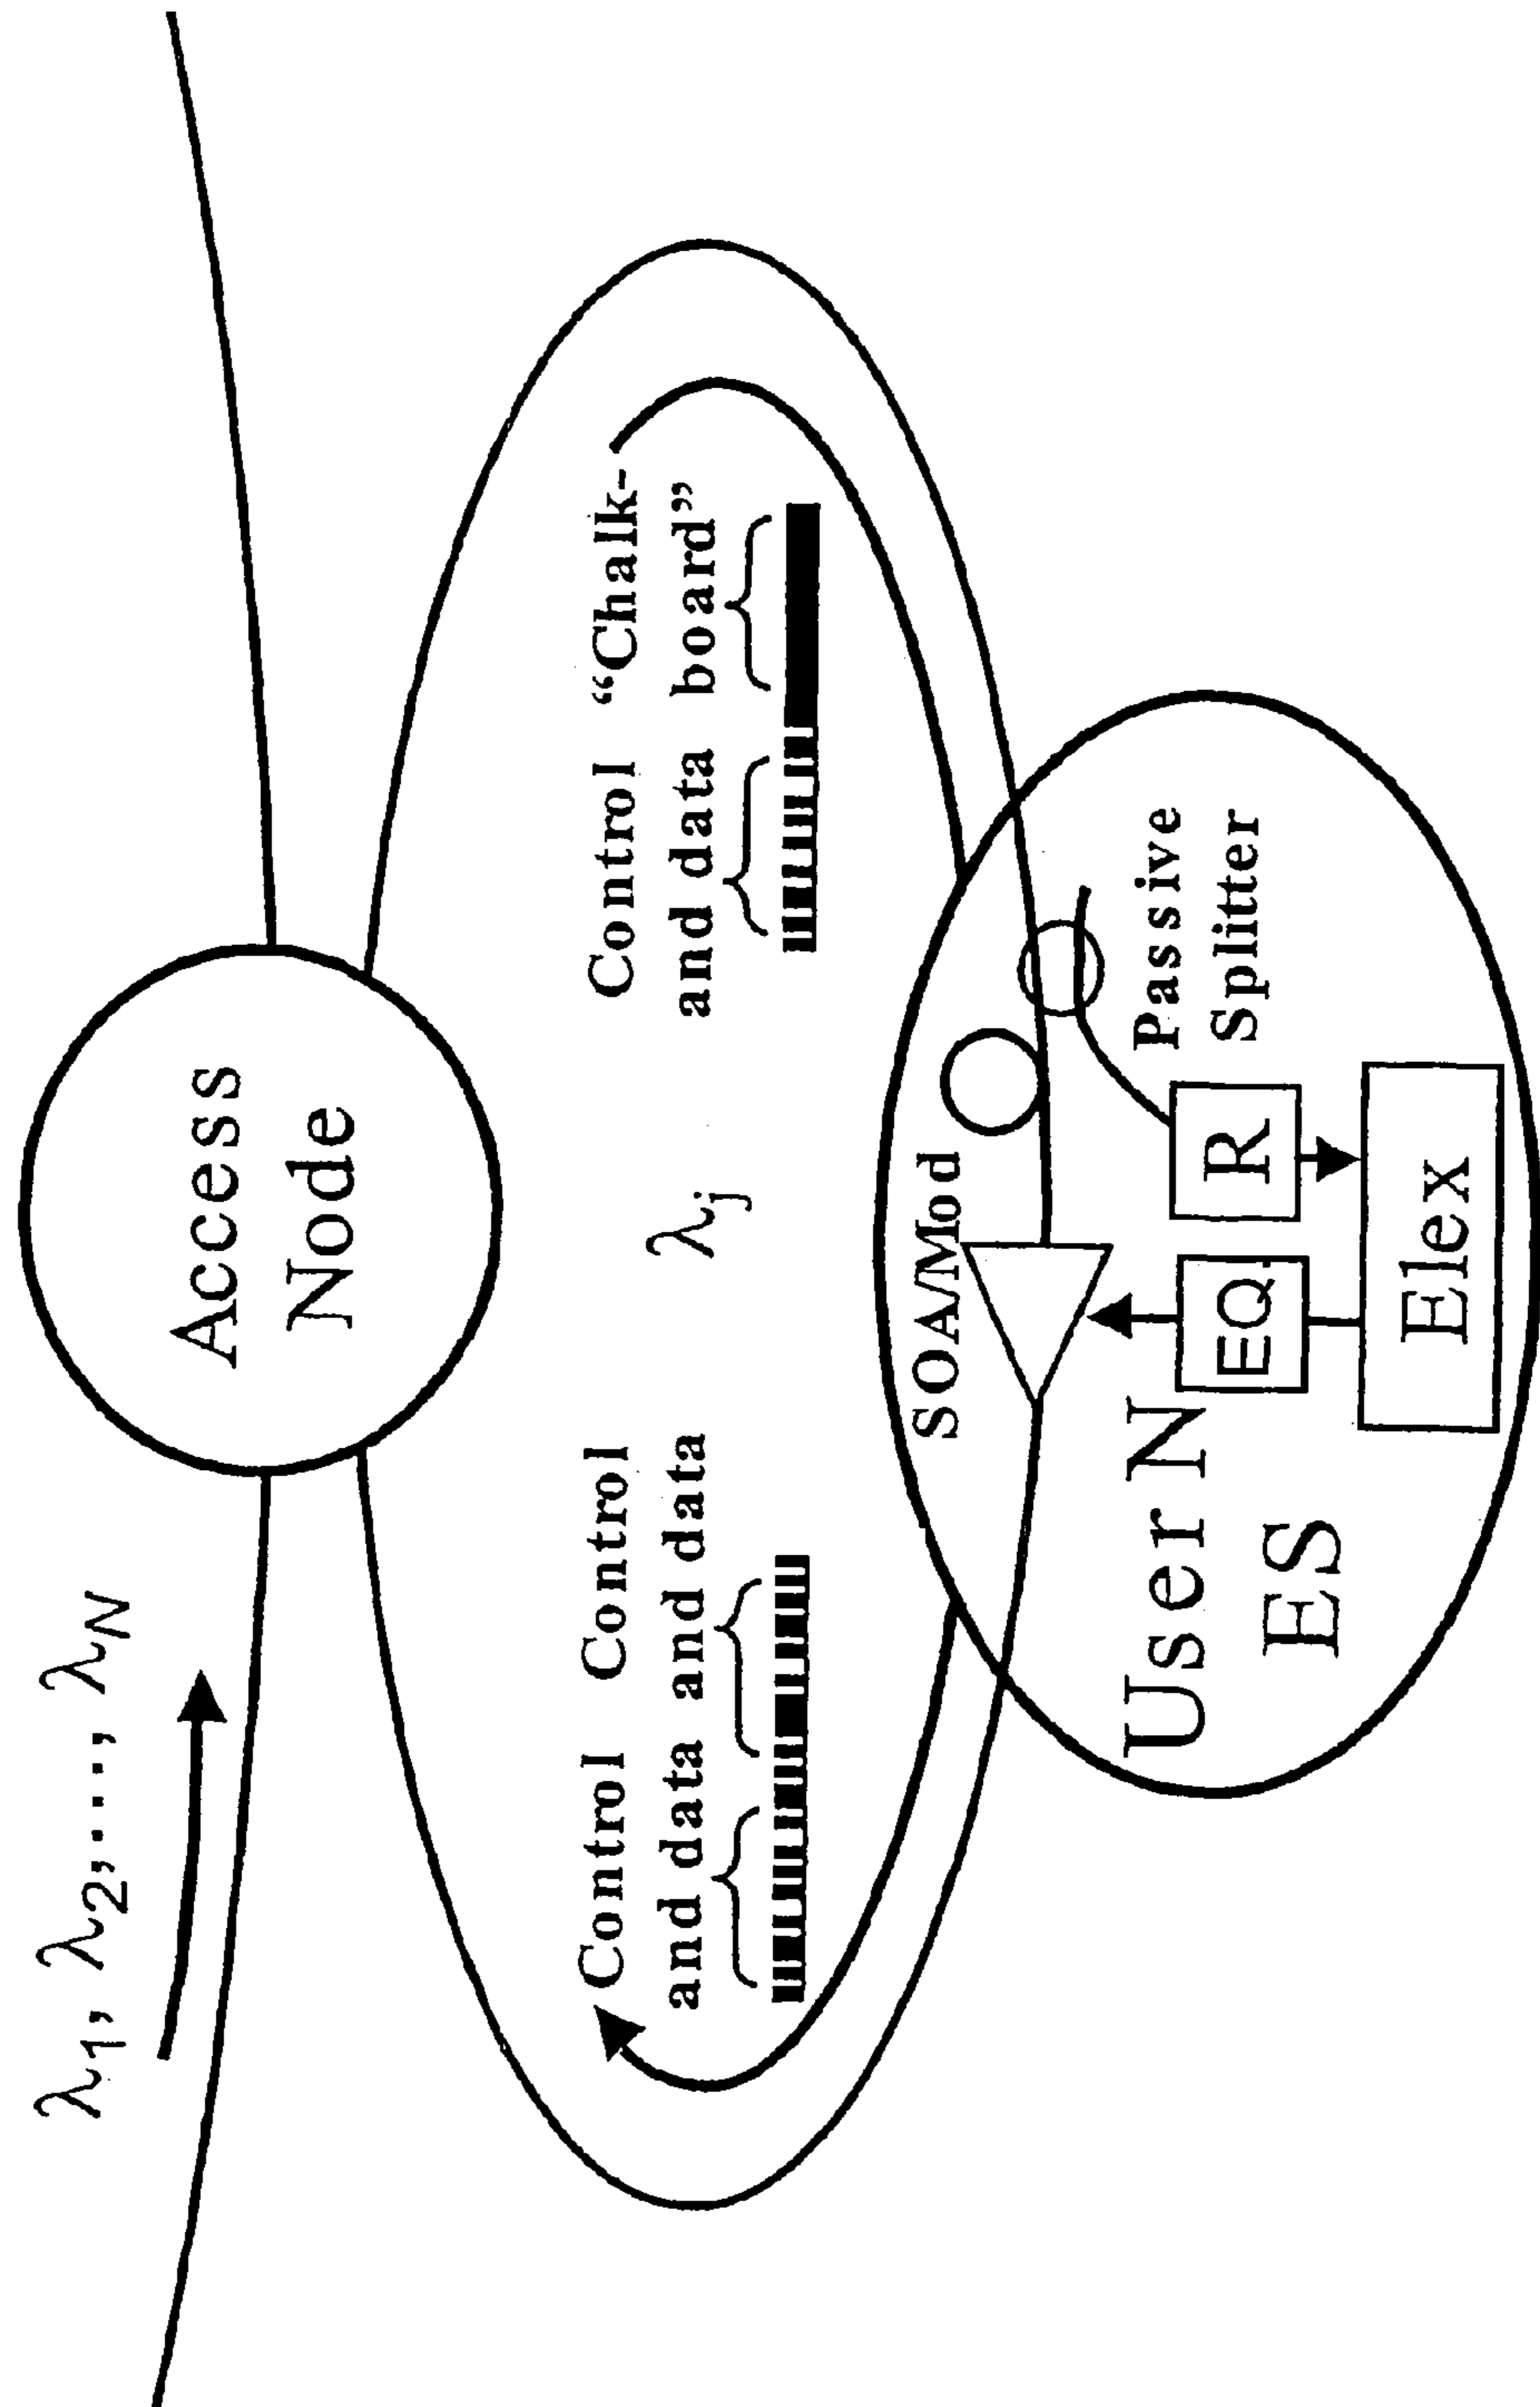 λ1, λ2,...., λN
Access
Node
Control Control
and data and data
λj
Control “Chalk-
and data board”
SOA/Mod
User N
ES
EQ.
R
Passive
Splitter
Elex